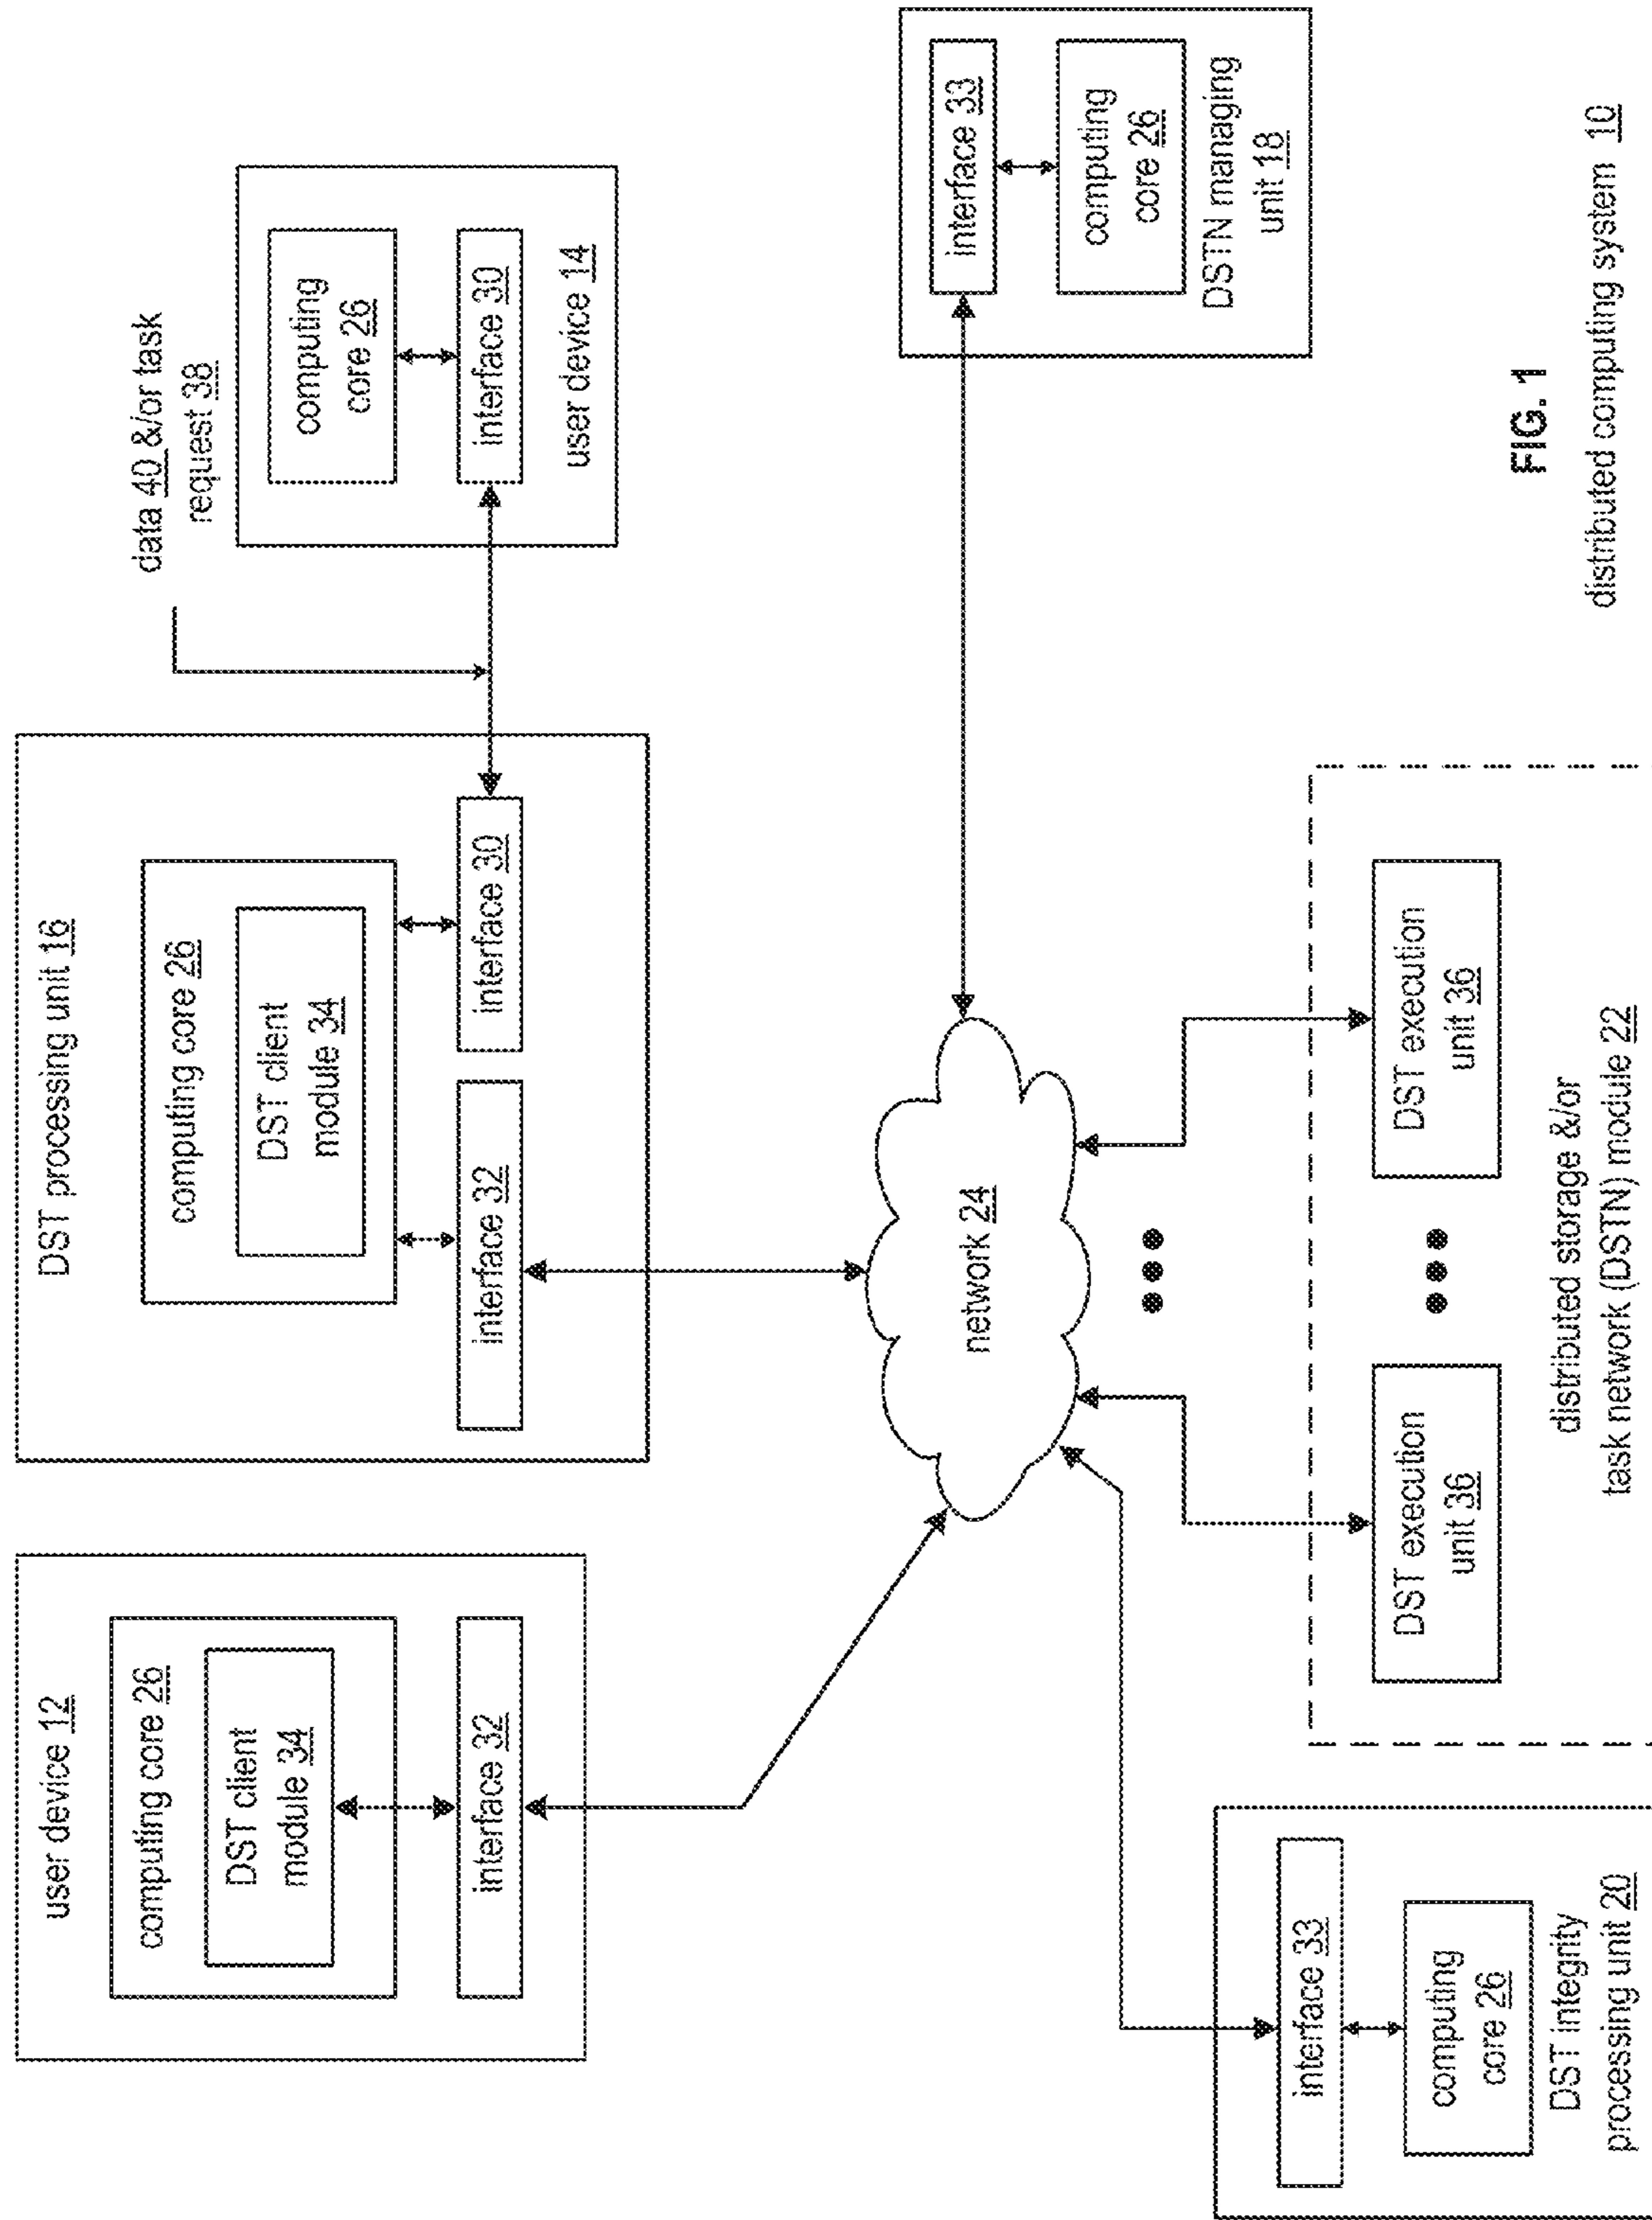 user device 12
computing core 26
DST client
module 34
interface 32
DST processing unit 16
computing core 26
DST client
module 34
interface 32
interface 30
data 40 &/or task
request 38
computing
core 26
interface 30
user device 14
network 24
interface 33
computing
core 26
DSTN managing
unit 18
interface 33
computing
core 26
DST integrity
processing unit 20
DST execution
unit 36
DST execution
unit 36
distributed storage &/or
task network (DSTN) module 22
FIG. 1
distributed computing system 10